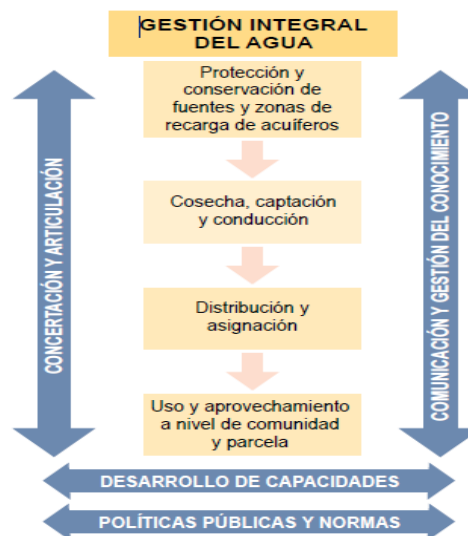 GESTIÓN INTEGRAL
DEL AGUA
Protección y
conservación de
fuentes y zonas de
recarga de acuíferos
Cosecha, captación
y conducción
Distribución y
asignación
Uso y aprovechamiento
a nivel de comunidad
y parcela
CONCERTACIÓN Y ARTICULACIÓN
COMUNICACIÓN Y GESTIÓN DEL CONOCIMIENTO
DESARROLLO DE CAPACIDADES
POLÍTICAS PÚBLICAS Y NORMAS